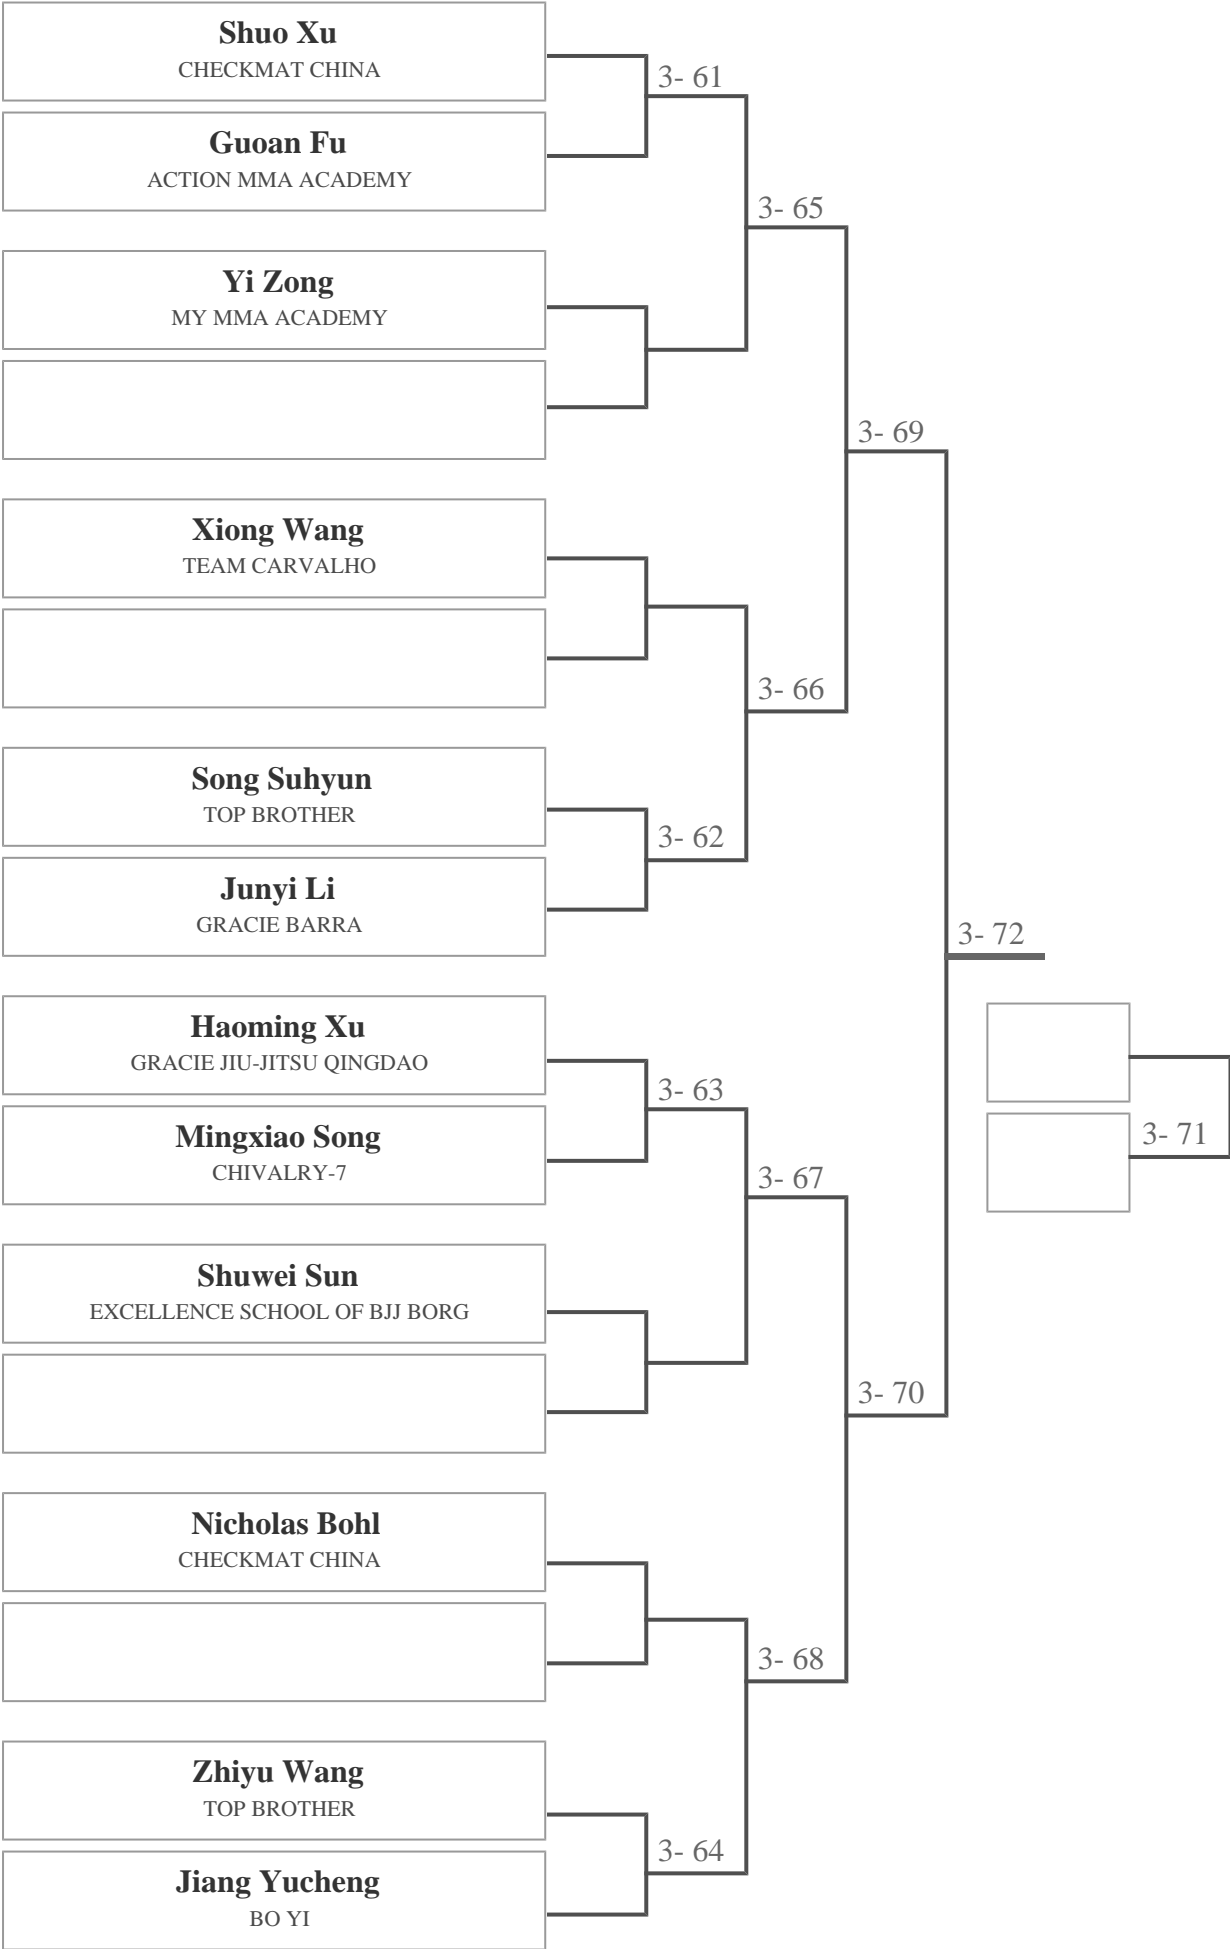 Shuo Xu
CHECKMAT CHINA
3- 61
Guoan Fu
ACTION MMA ACADEMY
3- 65
Yi Zong
MY MMA ACADEMY
3- 69
Xiong Wang
TEAM CARVALHO
3- 66
Song Suhyun
TOP BROTHER
3- 62
Junyi Li
GRACIE BARRA
3- 72
Haoming Xu
GRACIE JIU-JITSU QINGDAO
3- 63
Mingxiao Song
CHIVALRY-7
3- 71
3- 67
Shuwei Sun
EXCELLENCE SCHOOL OF BJJ BORG
3- 70
Nicholas Bohl
CHECKMAT CHINA
3- 68
Zhiyu Wang
TOP BROTHER
3- 64
Jiang Yucheng
BO YI